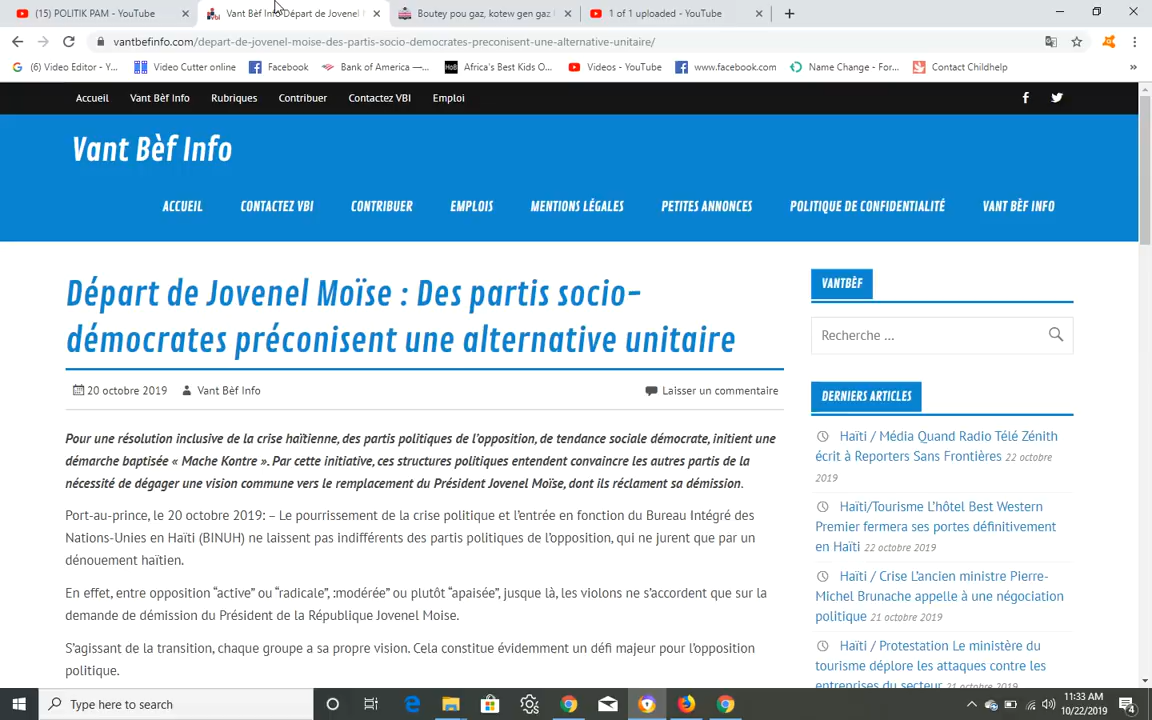 (15) POLITIK PAM - YouTube
Vant Bèf Info Départ de Jovenel
Boutey pou gaz, kotew gen gaz
1 of 1 uploaded - YouTube
vantbefinfo.com/depart-de-jovenel-moise-des-partis-socio-democrates-preconisent-une-alternative-unitaire/
(6) Video Editor - Y...
Video Cutter online
Facebook
Bank of America —...
Africa's Best Kids O...
Videos - YouTube
www.facebook.com
Name Change - For...
Contact Childhelp
»
Accueil
Vant Bèf Info
Rubriques
Contribuer
Contactez VBI
Emploi
Vant Bèf Info
ACCUEIL
CONTACTEZ VBI
CONTRIBUER
EMPLOIS
MENTIONS LÉGALES
PETITES ANNONCES
POLITIQUE DE CONFIDENTIALITÉ
VANT BÈF INFO
Départ de Jovenel Moïse : Des partis socio-
démocrates préconisent une alternative unitaire
20 octobre 2019
Vant Bèf Info
Laisser un commentaire
Pour une résolution inclusive de la crise haïtienne, des partis politiques de l'opposition, de tendance sociale démocrate, initient une
démarche baptisée « Mache Kontre ». Par cette initiative, ces structures politiques entendent convaincre les autres partis de la
nécessité de dégager une vision commune vers le remplacement du Président Jovenel Moïse, dont ils réclament sa démission.
Port-au-prince, le 20 octobre 2019: – Le pourrissement de la crise politique et l'entrée en fonction du Bureau Intégré des
Nations-Unies en Haïti (BINUH) ne laissent pas indifférents des partis politiques de l'opposition, qui ne jurent que par un
dénouement haïtien.
En effet, entre opposition "active" ou "radicale", :modérée" ou plutôt "apaisée", jusque là, les violons ne s'accordent que sur la
demande de démission du Président de la République Jovenel Moise.
S'agissant de la transition, chaque groupe a sa propre vision. Cela constitue évidemment un défi majeur pour l'opposition
politique.
VANTBÈF
Recherche ...
DERNIERS ARTICLES
Haïti / Média Quand Radio Télé Zénith
écrit à Reporters Sans Frontières 22 octobre
2019
Haïti/Tourisme L'hôtel Best Western
Premier fermera ses portes définitivement
en Haïti 22 octobre 2019
Haïti / Crise L'ancien ministre Pierre-
Michel Brunache appelle à une négociation
politique 21 octobre 2019
Haïti / Protestation Le ministère du
tourisme déplore les attaques contre les
entreprises du secteur 21 octobre 2019
Type here to search
11:33 AM
10/22/2019
4